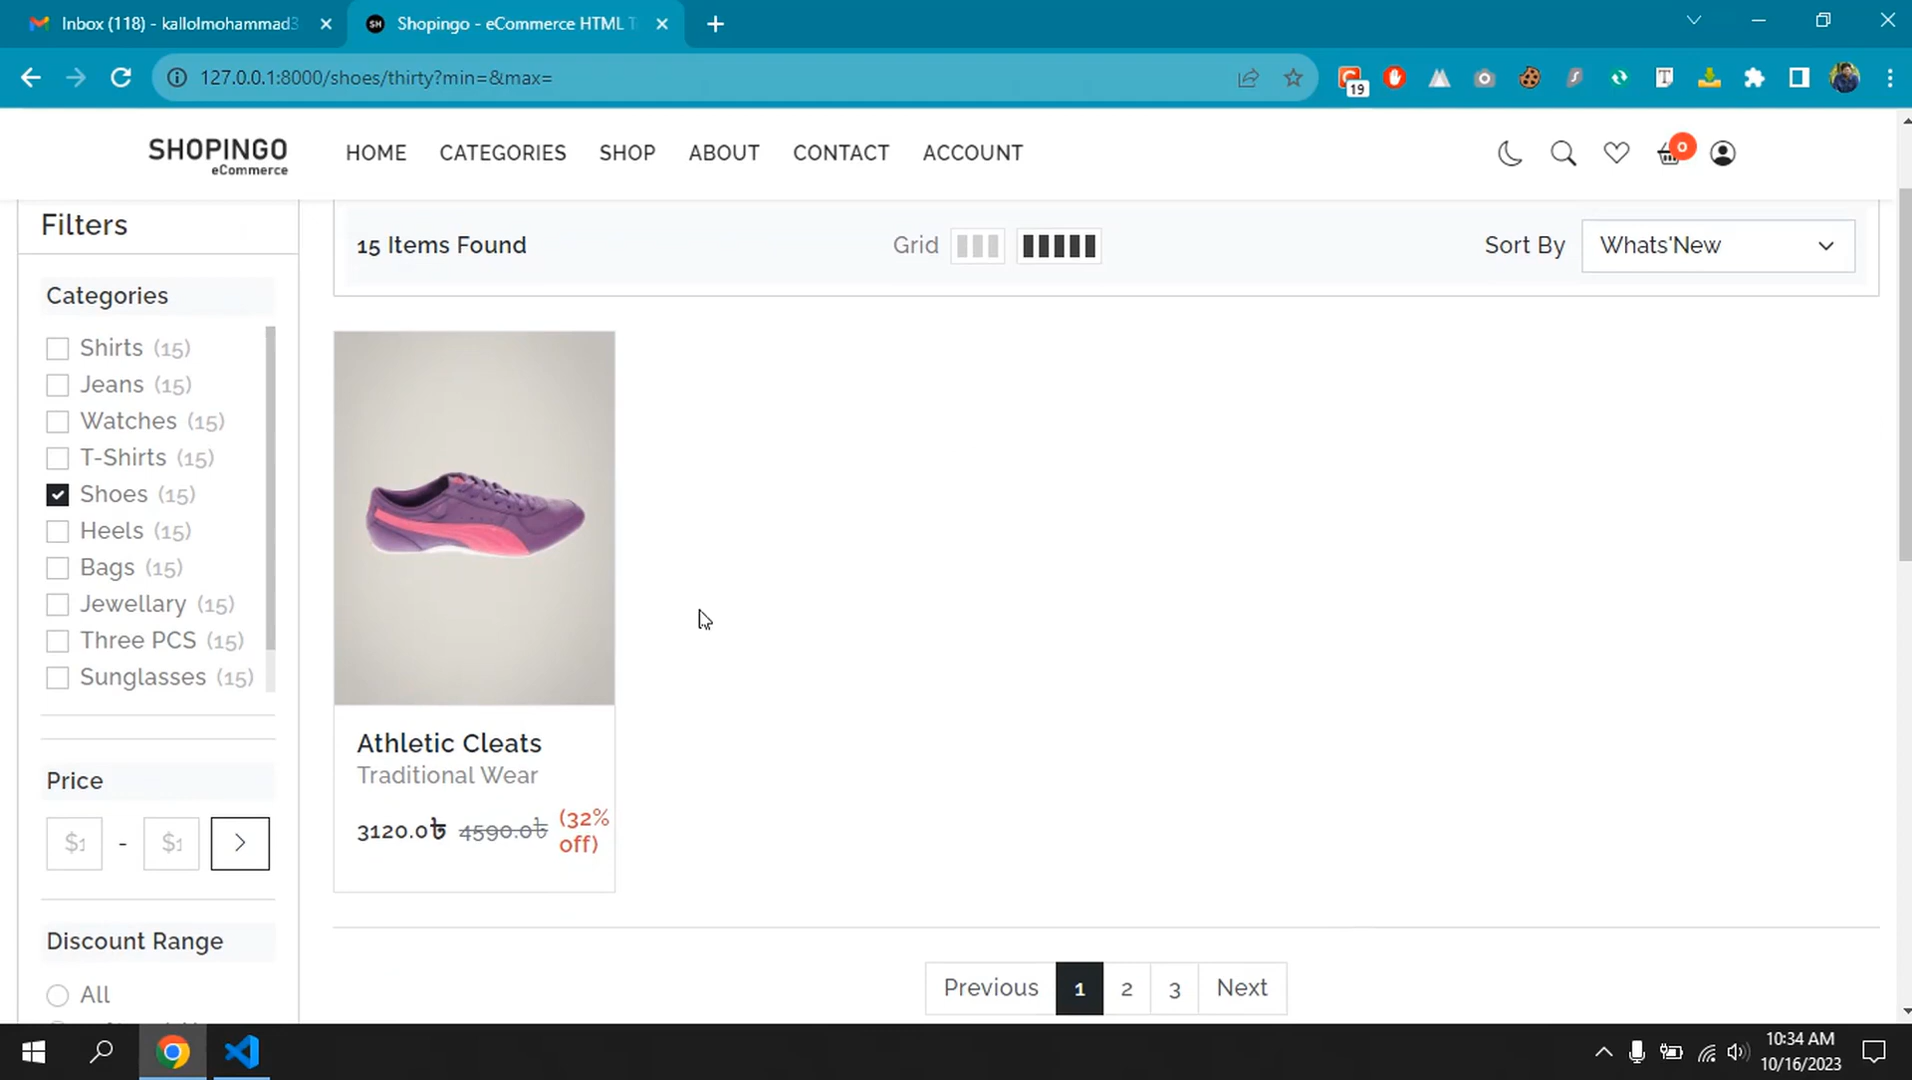 Inbox (118) - kallolmohammad3
Shopingo - eCommerce HTML T
127.0.0.1:8000/shoes/thirty?min=&max=
19
SHOPINGO
eCommerce
HOME
CATEGORIES
SHOP
ABOUT
CONTACT
ACCOUNT
0
Filters
15 Items Found
Grid
Sort By
Whats'New
Categories
Shirts (15)
Jeans (15)
Watches (15)
T-Shirts (15)
Shoes (15)
Heels (15)
Bags (15)
Jewellary (15)
Three PCS (15)
Sunglasses (15)
Athletic Cleats
Traditional Wear
3120.0৳ 4590.0৳ (32%
off)
Price
$1 - $1
Discount Range
All
Previous 1 2 3 Next
10:34 AM
10/16/2023